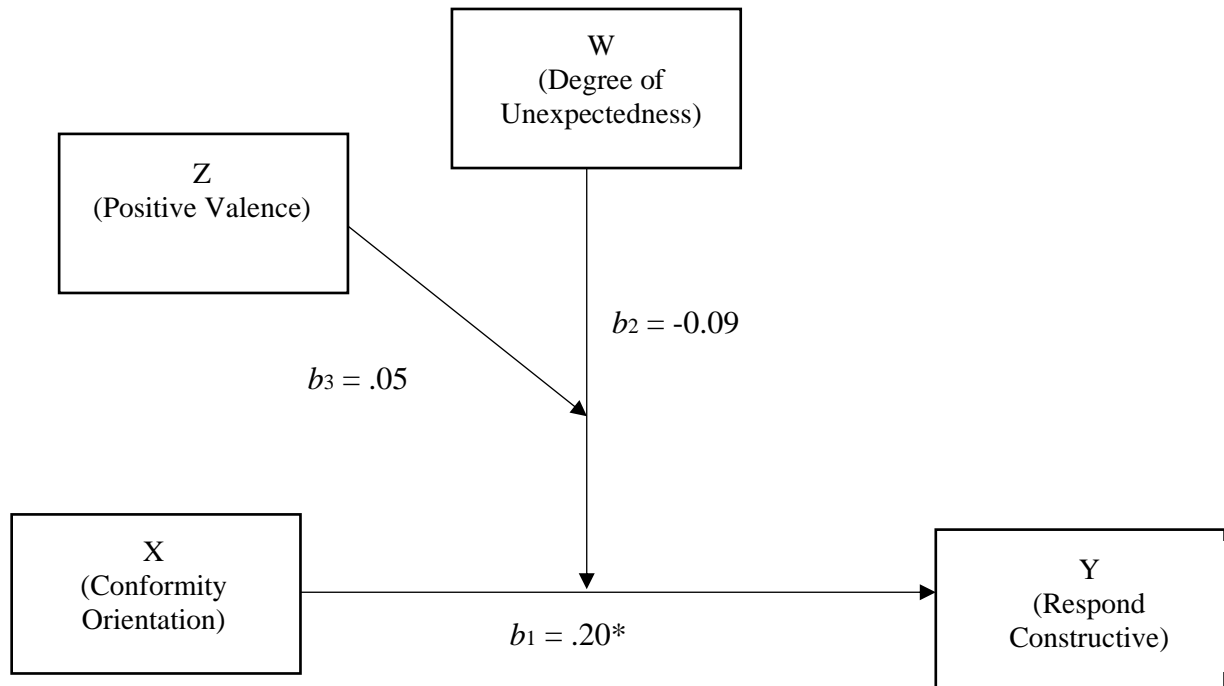 W
(Degree of
Unexpectedness)
Z
(Positive Valence)
b2 = -0.09
b3 = .05
X
(Conformity
Orientation)
b1 = .20*
Y
(Respond
Constructive)